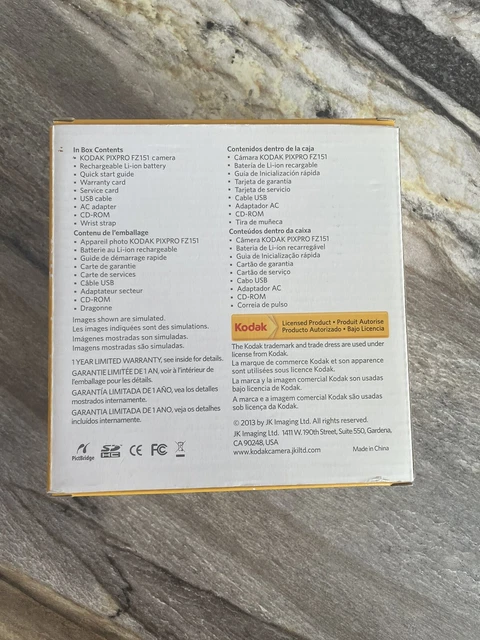 In Box Contents
• KODAK PIXPRO FZ151 camera
• Rechargeable Li-ion battery
• Quick start guide
• Warranty card
• Service card
• USB cable
• AC adapter
• CD-ROM
• Wrist strap
Contenu de l'emballage
• Appareil photo KODAK PIXPRO FZ151
• Batterie au Li-ion rechargeable
• Guide de démarrage rapide
• Carte de garantie
• Carte de services
• Câble USB
• Adaptateur secteur
• CD-ROM
• Dragonne
Images shown are simulated.
Les images indiquées sont des simulations.
Imágenes mostradas son simuladas.
Imagens mostradas são simuladas.
1 YEAR LIMITED WARRANTY, see inside for details.
GARANTIE LIMITÉE DE 1 AN, voir à l'intérieur de
l'emballage pour les détails.
GARANTÍA LIMITADA DE 1 AÑO, vea los detalles
mostrados internamente.
GARANTIA LIMITADA DE 1 ANO, veja os detalhes
incluídos internamente.
PictBridge
SD
HC
CE FC
Contenidos dentro de la caja
• Cámara KODAK PIXPRO FZ151
• Batería de Li-ion recargable
• Guía de Inicialización rápida
• Tarjeta de garantía
• Tarjeta de servicio
• Cable USB
• Adaptador AC
• CD-ROM
• Tira de muñeca
Conteúdos dentro da caixa
• Câmera KODAK PIXPRO FZ151
• Bateria de Li-ion recarregável
• Guia de Inicialização rápida
• Cartão de garantia
• Cartão de serviço
• Cabo USB
• Adaptador AC
• CD-ROM
• Correia de pulso
Kodak
Licensed Product • Produit Autorise
Producto Autorizado • Bajo Licencia
The Kodak trademark and trade dress are used under
license from Kodak.
La marque de commerce Kodak et son apparence
sont utilisées sous licence Kodak.
La marca y la imagen comercial Kodak son usadas
bajo licencia de Kodak.
A marca e a imagem comercial Kodak são usadas
sob licença da Kodak.
© 2013 by JK Imaging Ltd. All rights reserved.
JK Imaging Ltd. 1411 W. 190th Street, Suite 550, Gardena,
CA 90248, USA
www.kodakcamera.jkiltd.com
Made in China